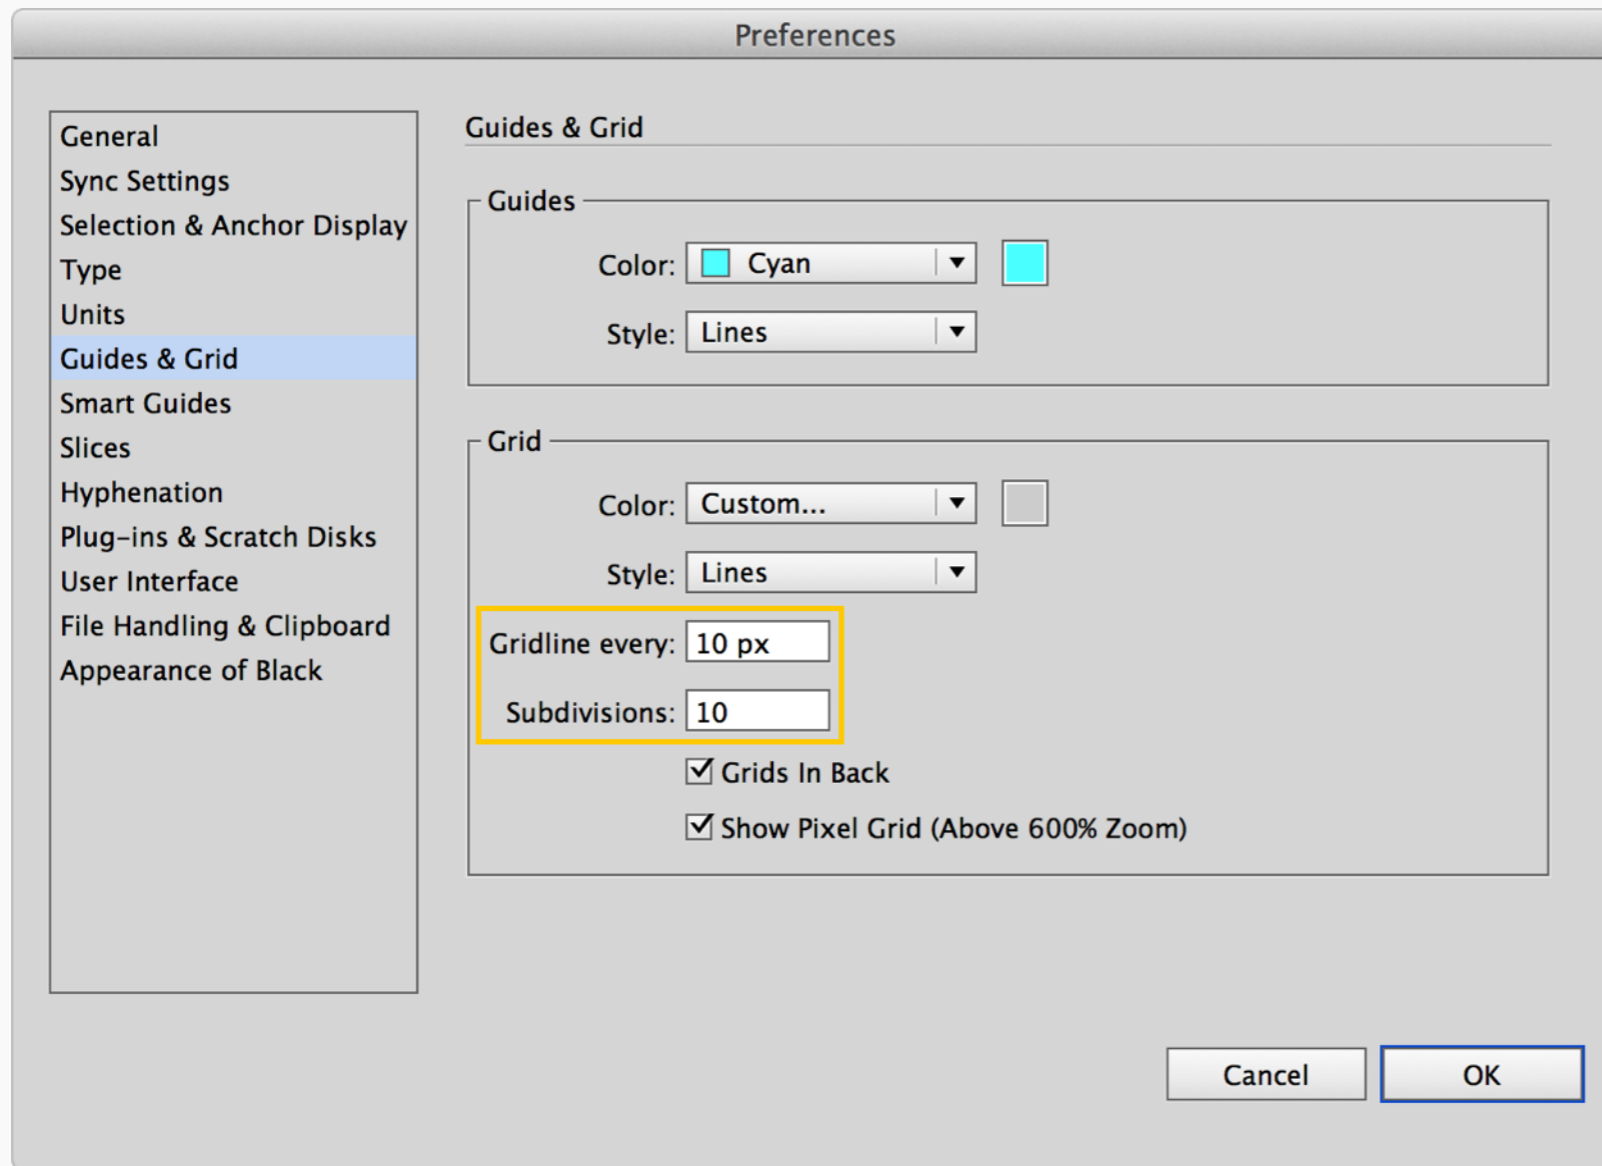 Preferences
General
Sync Settings
Selection & Anchor Display
Type
Units
Guides & Grid
Smart Guides
Slices
Hyphenation
Plug-ins & Scratch Disks
User Interface
File Handling & Clipboard
Appearance of Black
Guides & Grid
Guides
Color: Cyan
Style: Lines
Grid
Color: Custom...
Style: Lines
Gridline every: 10 px
Subdivisions: 10
Grids In Back
Show Pixel Grid (Above 600% Zoom)
Cancel OK